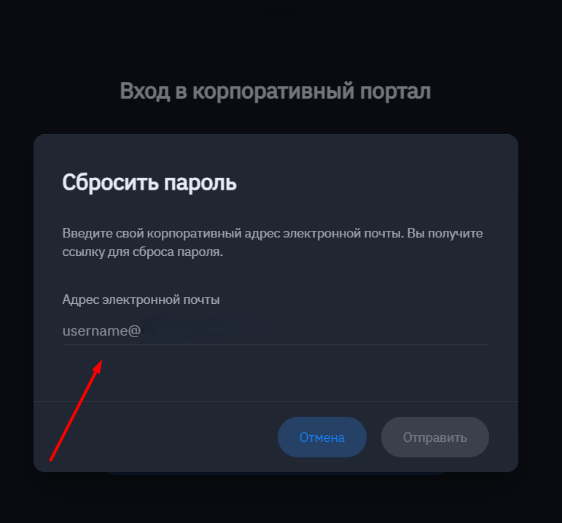 Вход в корпоративный портал
Сбросить пароль
Введите свой корпоративный адрес электронной почты. Вы получите
ссылку для сброса пароля.
Адрес электронной почты
username@
Отмена
Отправить